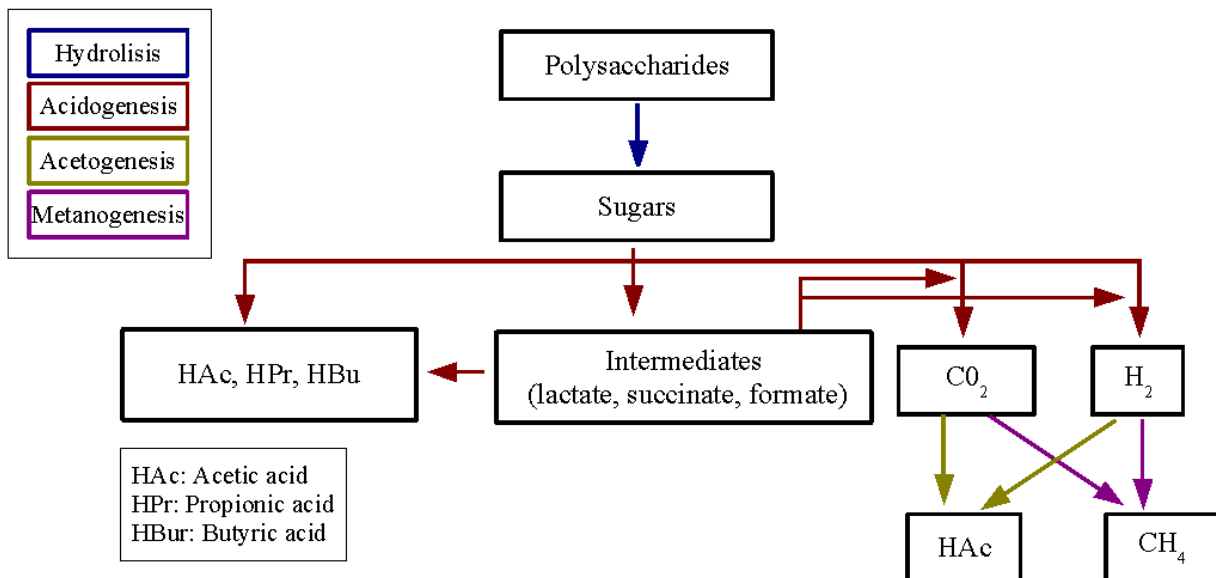 Hydrolisis
Acidogenesis
Acetogenesis
Metanogenesis
Polysaccharides
Sugars
HAc, HPr, HBu
Intermediates
(lactate, succinate, formate)
C0₂
H₂
HAc: Acetic acid
HPr: Propionic acid
HBur: Butyric acid
HAc
CH₄